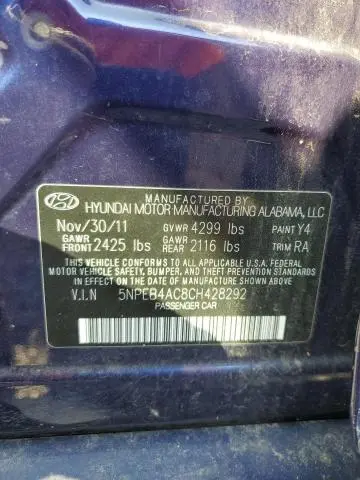 MANUFACTURED BY
HYUNDAI MOTOR MANUFACTURING ALABAMA, LLC
Nov/30/11 GVWR 4299 lbs PAINT Y4
GAWR FRONT 2425 lbs GAWR REAR 2116 lbs TRIM RA
THIS VEHICLE CONFORMS TO ALL APPLICABLE U.S.A. FEDERAL
MOTOR VEHICLE SAFETY, BUMPER, AND THEFT PREVENTION STANDARDS
IN EFFECT ON THE DATE OF MANUFACTURE SHOWN ABOVE.
V.I.N 5NPEB4AC8CH428292
PASSENGER CAR